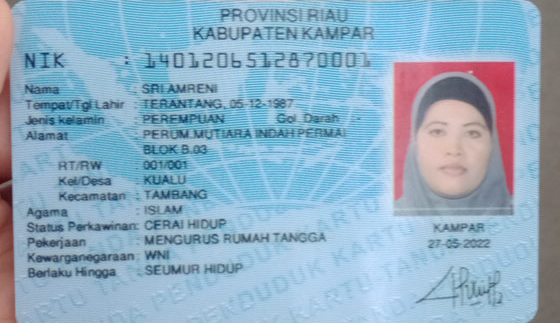 PROVINSI RIAU
KABUPATEN KAMPAR
NIK : 1401206512870001
Nama : SRI AMRENI
Tempat/Tgl Lahir : TERANTANG, 05-12-1987
Jenis kelamin : PEREMPUAN Gol. Darah :-
Alamat : PERUM.MUTIARA INDAH PERMAI
BLOK B.03
RT/RW : 001/001
Kel/Desa : KUALU
Kecamatan : TAMBANG
Agama : ISLAM
Status Perkawinan: CERAI HIDUP
Pekerjaan : MENGURUS RUMAH TANGGA
Kewarganegaraan: WNI
Berlaku Hingga : SEUMUR HIDUP
KAMPAR
27-05-2022